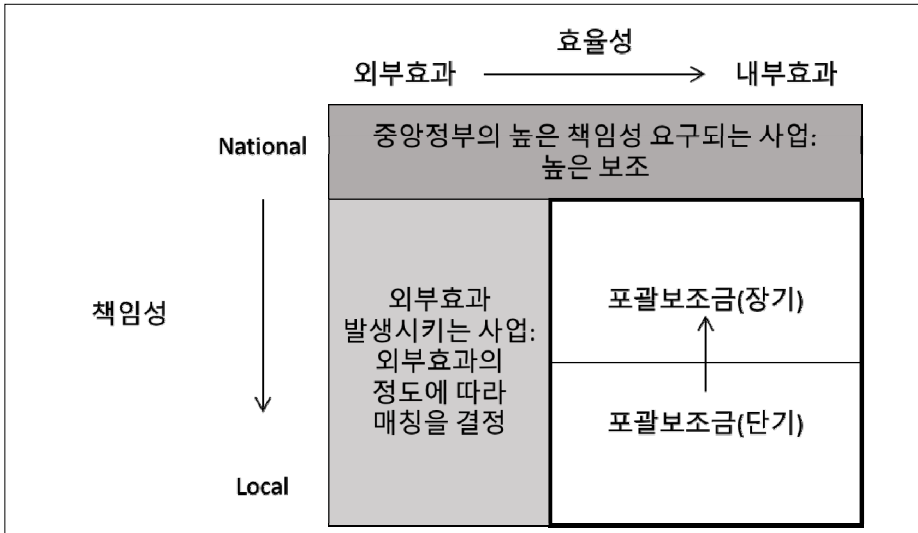 효율성
외부효과
내부효과
National
중앙정부의 높은 책임성 요구되는 사업:
높은 보조
책임성
외부효과
발생시키는 사업:
외부효과의
정도에 따라
매칭을 결정
포괄보조금(장기)
포괄보조금(단기)
Local